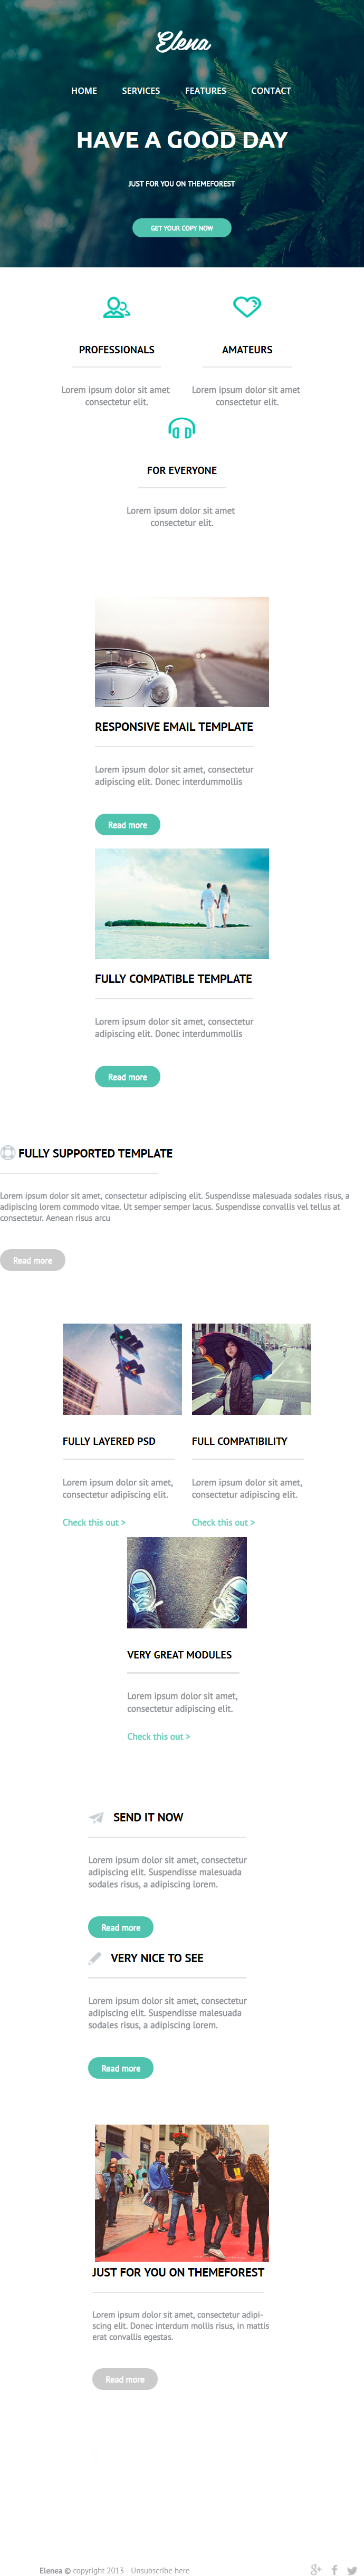 Elena
HOME SERVICES FEATURES CONTACT
HAVE A GOOD DAY
JUST FOR YOU ON THEMEFOREST
GET YOUR COPY NOW
PROFESSIONALS
Lorem ipsum dolor sit amet
consectetur elit.
AMATEURS
Lorem ipsum dolor sit amet
consectetur elit.
FOR EVERYONE
Lorem ipsum dolor sit amet
consectetur elit.
RESPONSIVE EMAIL TEMPLATE
Lorem ipsum dolor sit amet, consectetur
adipiscing elit. Donec interdummollis
Read more
FULLY COMPATIBLE TEMPLATE
Lorem ipsum dolor sit amet, consectetur
adipiscing elit. Donec interdummollis
Read more
FULLY SUPPORTED TEMPLATE
Lorem ipsum dolor sit amet, consectetur adipiscing elit. Suspendisse malesuada sodales risus, a
adipiscing lorem commodo vitae. Ut semper semper lacus. Suspendisse convallis vel tellus at
consectetur. Aenean risus arcu
Read more
FULLY LAYERED PSD
Lorem ipsum dolor sit amet,
consectetur adipiscing elit.
Check this out >
FULL COMPATIBILITY
Lorem ipsum dolor sit amet,
consectetur adipiscing elit.
Check this out >
VERY GREAT MODULES
Lorem ipsum dolor sit amet,
consectetur adipiscing elit.
Check this out >
SEND IT NOW
Lorem ipsum dolor sit amet, consectetur
adipiscing elit. Suspendisse malesuada
sodales risus, a adipiscing lorem.
Read more
VERY NICE TO SEE
Lorem ipsum dolor sit amet, consectetur
adipiscing elit. Suspendisse malesuada
sodales risus, a adipiscing lorem.
Read more
JUST FOR YOU ON THEMEFOREST
Lorem ipsum dolor sit amet, consectetur adipi-
scing elit. Donec interdum mollis risus, in mattis
erat convallis egestas.
Read more
Elenea © copyright 2013 - Unsubscribe here